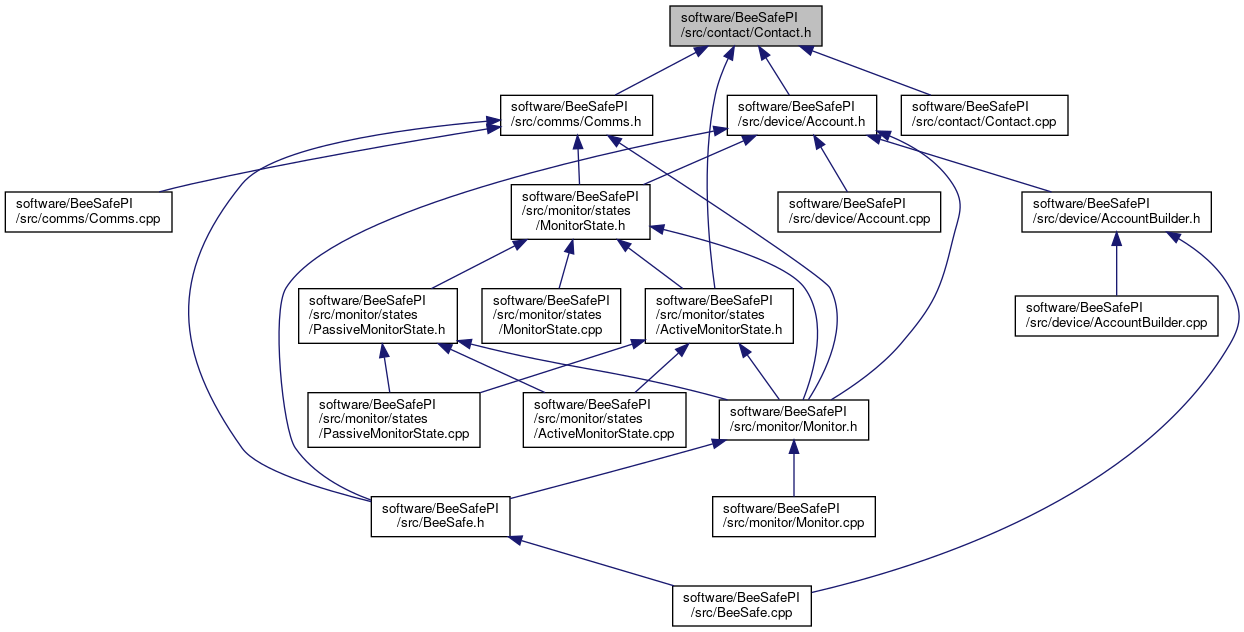 software/BeeSafePI
/src/contact/Contact.h
software/BeeSafePI
/src/comms/Comms.h
software/BeeSafePI
/src/device/Account.h
software/BeeSafePI
/src/contact/Contact.cpp
software/BeeSafePI
/src/comms/Comms.cpp
software/BeeSafePI
/src/monitor/states
/MonitorState.h
software/BeeSafePI
/src/device/Account.cpp
software/BeeSafePI
/src/device/AccountBuilder.h
software/BeeSafePI
/src/monitor/states
/PassiveMonitorState.h
software/BeeSafePI
/src/monitor/states
/MonitorState.cpp
software/BeeSafePI
/src/monitor/states
/ActiveMonitorState.h
software/BeeSafePI
/src/device/AccountBuilder.cpp
software/BeeSafePI
/src/monitor/states
/PassiveMonitorState.cpp
software/BeeSafePI
/src/monitor/states
/ActiveMonitorState.cpp
software/BeeSafePI
/src/monitor/Monitor.h
software/BeeSafePI
/src/BeeSafe.h
software/BeeSafePI
/src/monitor/Monitor.cpp
software/BeeSafePI
/src/BeeSafe.cpp